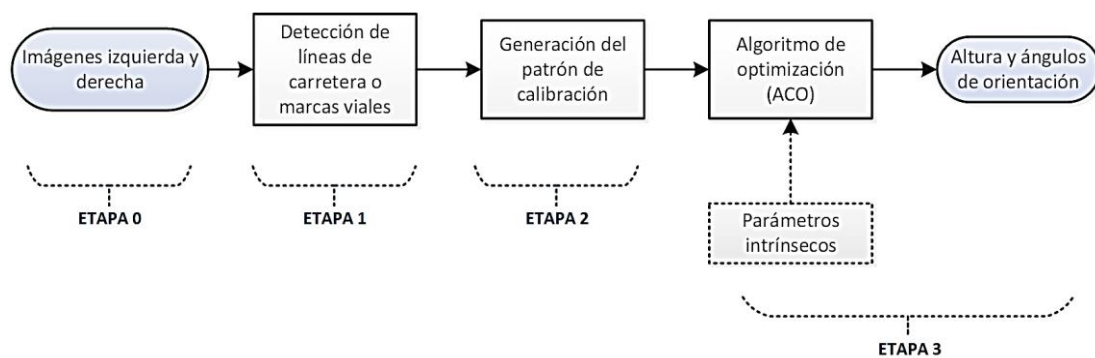 Imágenes izquierda y
derecha
Detección de
líneas de
carretera o
marcas viales
Generación del
patrón de
calibración
Algoritmo de
optimización
(ACO)
Altura y ángulos
de orientación
ETAPA 0
ETAPA 1
ETAPA 2
Parámetros
intrínsecos
ETAPA 3